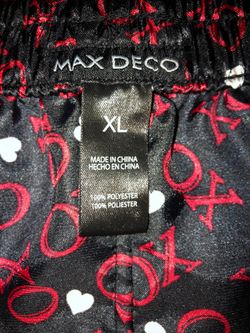 MAX DECO
XL
MADE IN CHINA
HECHO EN CHINA
100% POLYESTER
100% POLIESTER